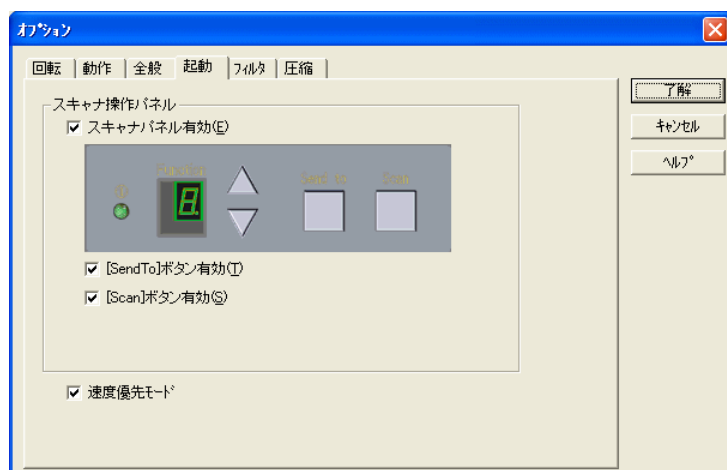 オプション
回転 動作 全般 起動 フィルタ 圧縮
了解
キャンセル
ヘルプ
スキャナ操作パネル
スキャナパネル有効(E)
Function
Send to Scan
8.
[SendTo]ボタン有効(T)
[Scan]ボタン有効(S)
速度優先モード